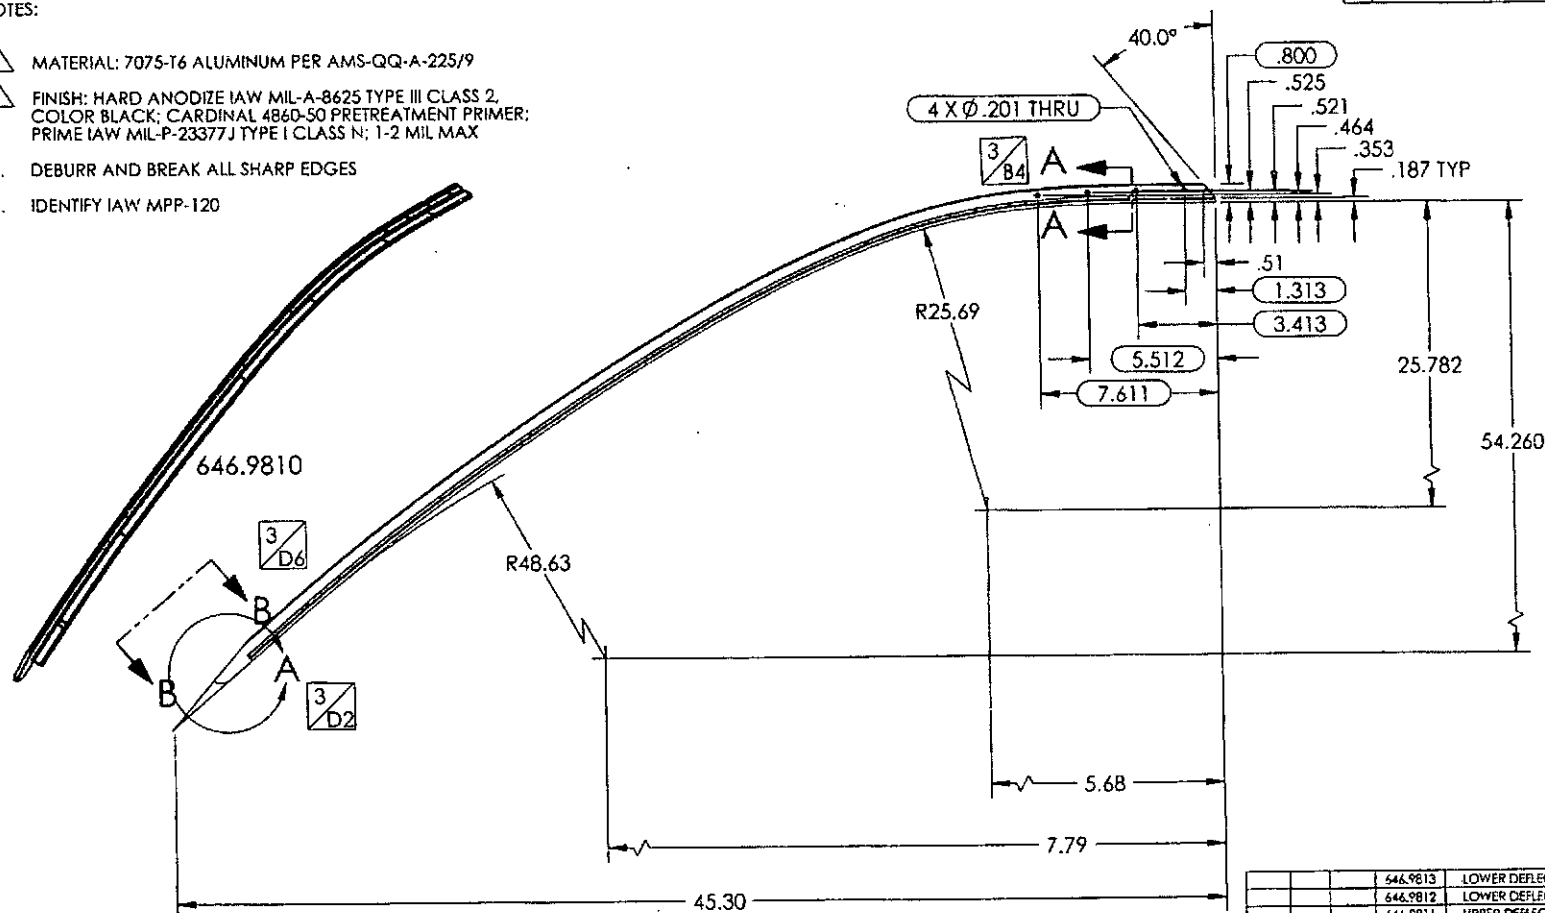 MATERIAL: 7075-T6 ALUMINUM PER AMS-QQ-A-225/9
FINISH: HARD ANODIZE IAW MIL-A-8625 TYPE III CLASS 2,
COLOR BLACK; CARDINAL 4860-50 PRETREATMENT PRIMER;
PRIME IAW MIL-P-23377J TYPE I CLASS N; 1-2 MIL MAX
DEBURR AND BREAK ALL SHARP EDGES
IDENTIFY IAW MPP-120
40.0°
.800
.525
.521
.464
.353
.187 TYP
4 X Ø.201 THRU
3
B4
A
A
.51
1.313
3.413
5.512
7.611
R25.69
25.782
54.260
646.9810
R48.63
3
D6
B
B
A
3
D2
5.68
7.79
45.30
646.9813 LOWER
646.9812 LOWER